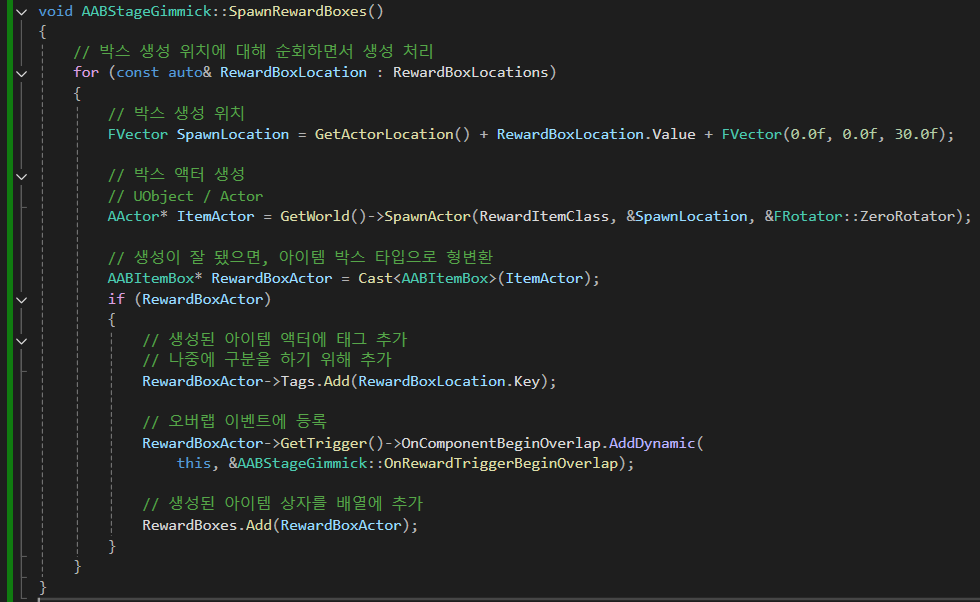 void AABStageGimmick::SpawnRewardBoxes()
{
// 박스 생성 위치에 대해 순회하면서 생성 처리
for (const auto& RewardBoxLocation : RewardBoxLocations)
{
// 박스 생성 위치
FVector SpawnLocation = GetActorLocation() + RewardBoxLocation.Value + FVector(0.0f, 0.0f, 30.0f);
// 박스 액터 생성
// UObject / Actor
AActor* ItemActor = GetWorld()->SpawnActor(RewardItemClass, &SpawnLocation, &FRotator::ZeroRotator);
// 생성이 잘 됐으면, 아이템 박스 타입으로 형변환
AABItemBox* RewardBoxActor = Cast<AABItemBox>(ItemActor);
if (RewardBoxActor)
{
// 생성된 아이템 액터에 태그 추가
// 나중에 구분을 하기 위해 추가
RewardBoxActor->Tags.Add(RewardBoxLocation.Key);
// 오버랩 이벤트에 등록
RewardBoxActor->GetTrigger()->OnComponentBeginOverlap.AddDynamic(
this, &AABStageGimmick::OnRewardTriggerBeginOverlap);
// 생성된 아이템 상자를 배열에 추가
RewardBoxes.Add(RewardBoxActor);
}
}
}